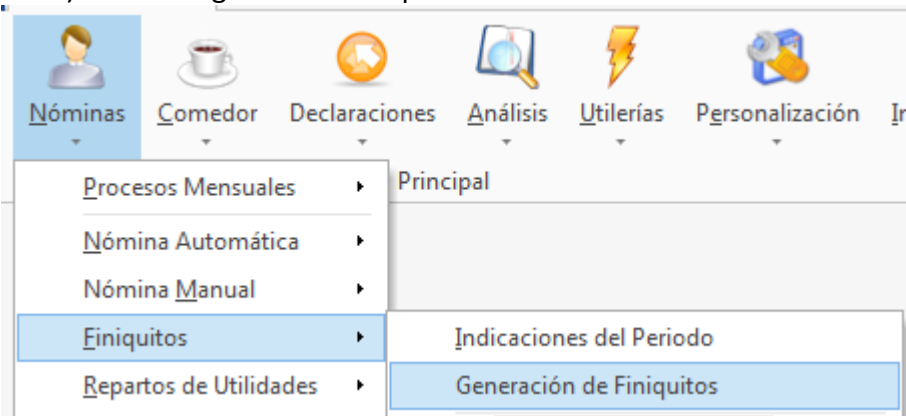 Nóminas Comedor Declaraciones Análisis Utilerías Personalización
Principal
Procesos Mensuales
Nómina Automática
Nómina Manual
Finiquitos
Repartos de Utilidades
Indicaciones del Periodo
Generación de Finiquitos